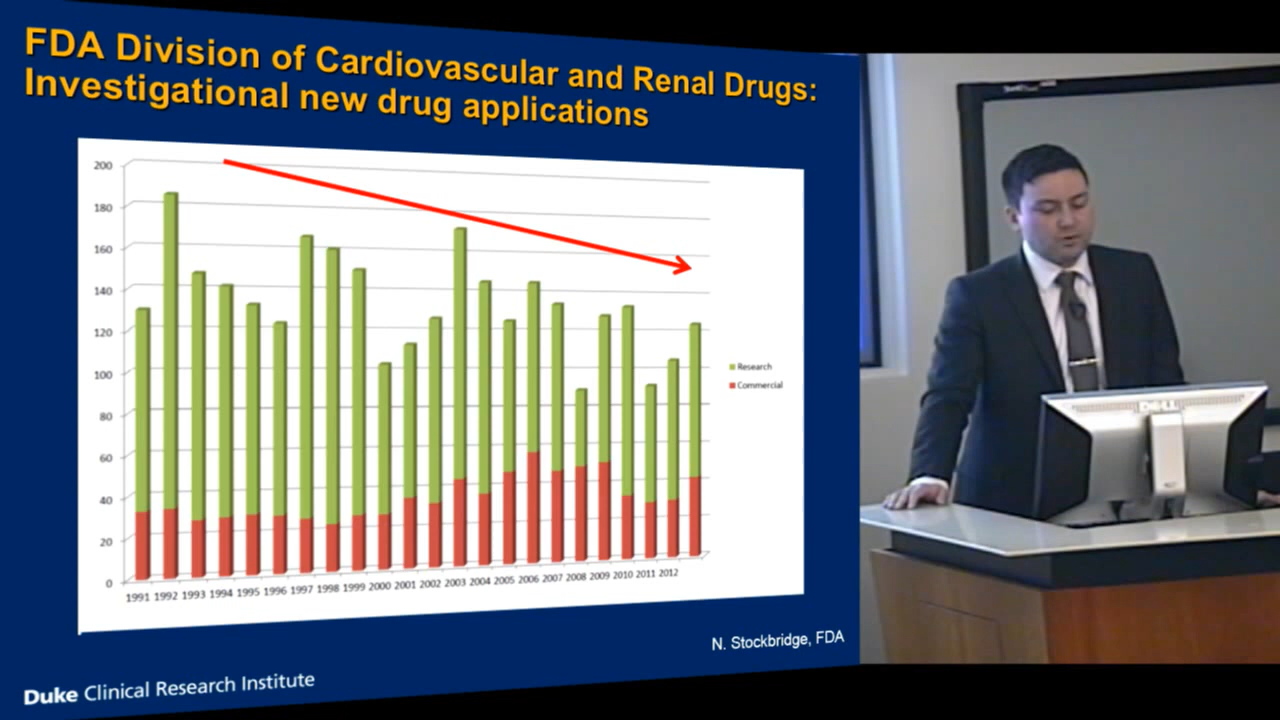 FDA Division of Cardiovascular and Renal Drugs:
Investigational new drug applications
200
180
160
140
120
100
80
60
40
20
0
1991 1992 1993 1994 1995 1996 1997 1998 1999 2000 2001 2002 2003 2004 2005 2006 2007 2008 2009 2010 2011 2012
Research
Commercial
N. Stockbridge, FDA
Duke Clinical Research Institute
DELL